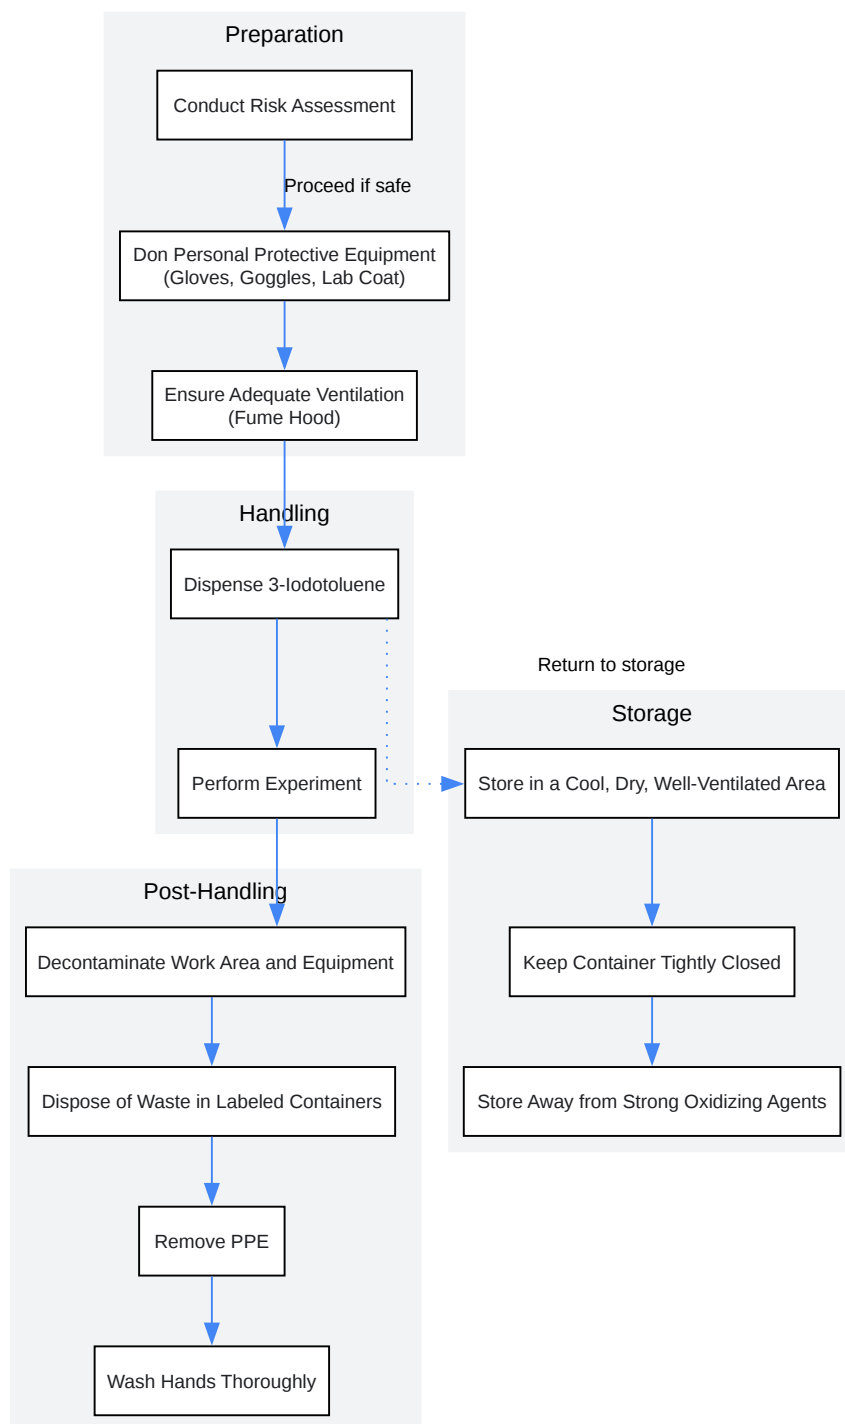 Preparation
Conduct Risk Assessment
Proceed if safe
Don Personal Protective Equipment
(Gloves, Goggles, Lab Coat)
Ensure Adequate Ventilation
(Fume Hood)
Handling
Dispense 3-Iodotoluene
Return to storage
Storage
Perform Experiment
Store in a Cool, Dry, Well-Ventilated Area
Post-Handling
Decontaminate Work Area and Equipment
Keep Container Tightly Closed
Dispose of Waste in Labeled Containers
Store Away from Strong Oxidizing Agents
Remove PPE
Wash Hands Thoroughly